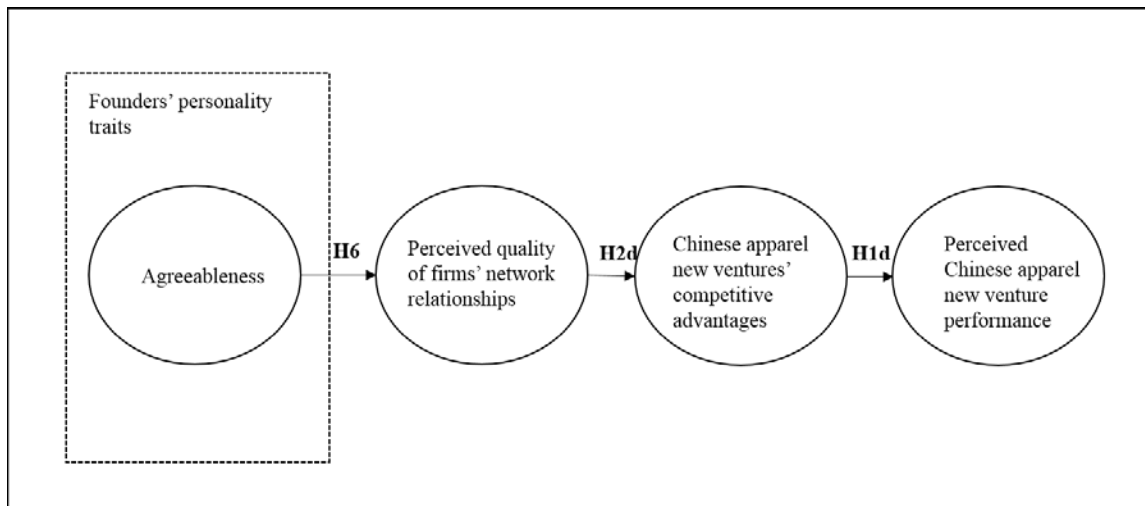 Founders’ personality
traits
Agreeableness
H6
Perceived quality
of firms’ network
relationships
H2d
Chinese apparel
new ventures’
competitive
advantages
H1d
Perceived
Chinese apparel
new venture
performance